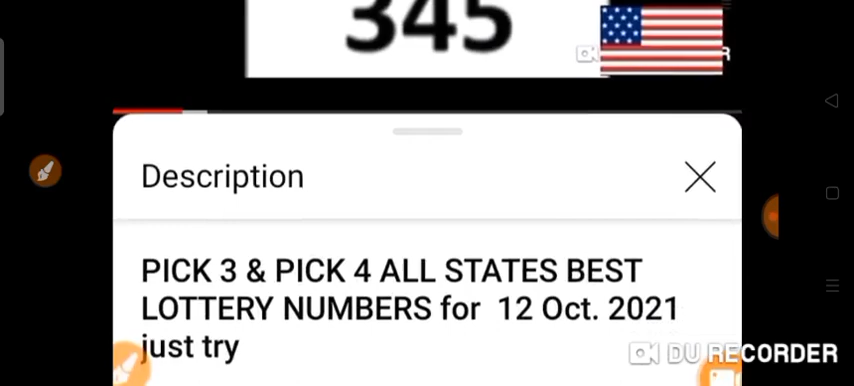 345
Description
PICK 3 & PICK 4 ALL STATES BEST
LOTTERY NUMBERS for 12 Oct. 2021
just try
DU RECORDER